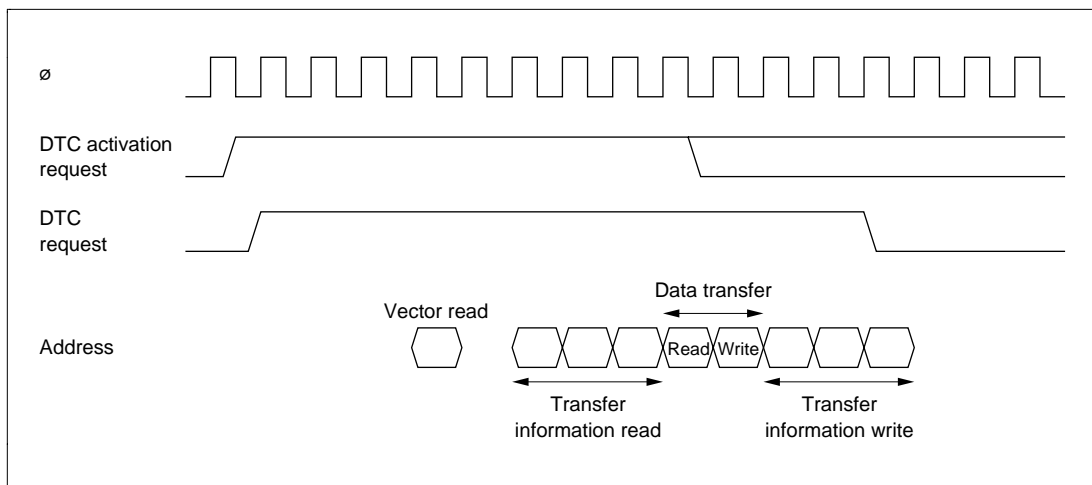 ø
DTC activation
request
DTC
request
Data transfer
Vector read
Address
Read
Write
Transfer
information read
Transfer
information write